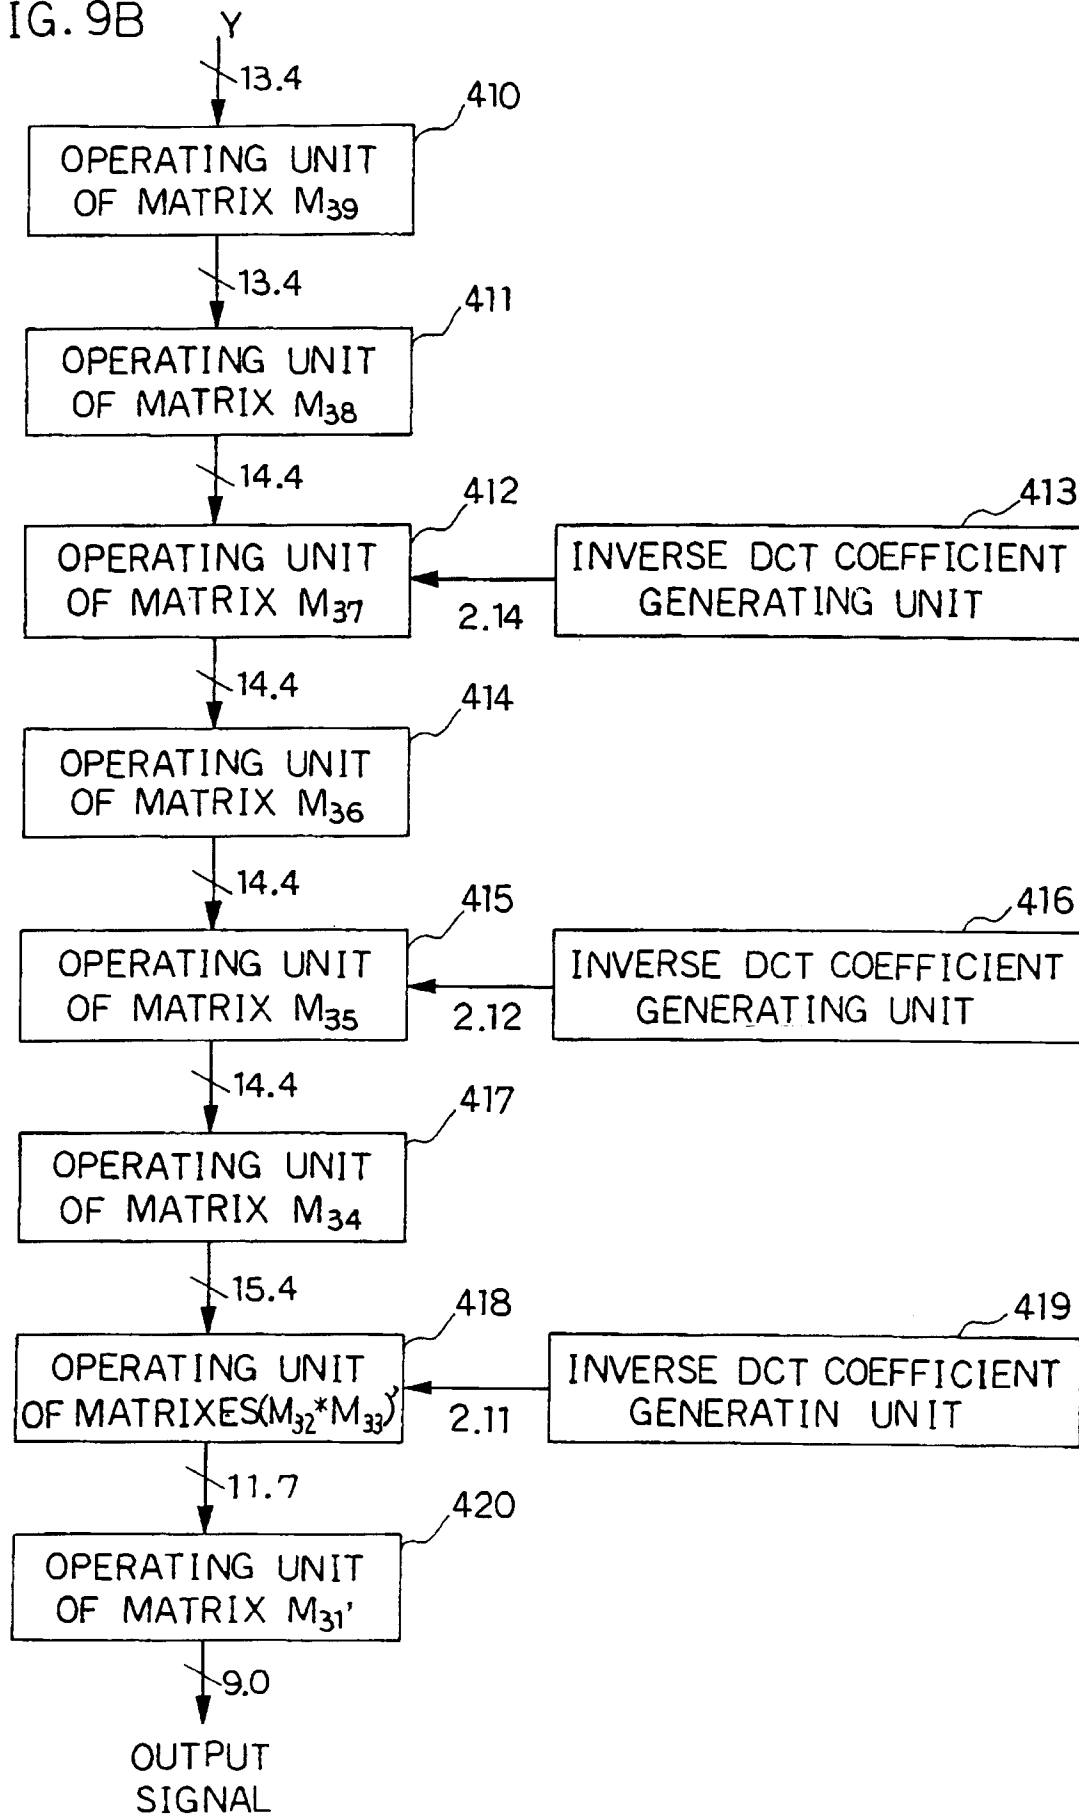 IG. 9B
Y
13.4
410
OPERATING UNIT
OF MATRIX M39
13.4
411
OPERATING UNIT
OF MATRIX M38
14.4
412
OPERATING UNIT
OF MATRIX M37
413
INVERSE DCT COEFFICIENT
GENERATING UNIT
2.14
14.4
414
OPERATING UNIT
OF MATRIX M36
14.4
415
OPERATING UNIT
OF MATRIX M35
416
INVERSE DCT COEFFICIENT
GENERATING UNIT
2.12
14.4
417
OPERATING UNIT
OF MATRIX M34
15.4
418
OPERATING UNIT
OF MATRIXES(M32*M33)'
419
INVERSE DCT COEFFICIENT
GENERATIN UNIT
2.11
11.7
420
OPERATING UNIT
OF MATRIX M31'
9.0
OUTPUT
SIGNAL